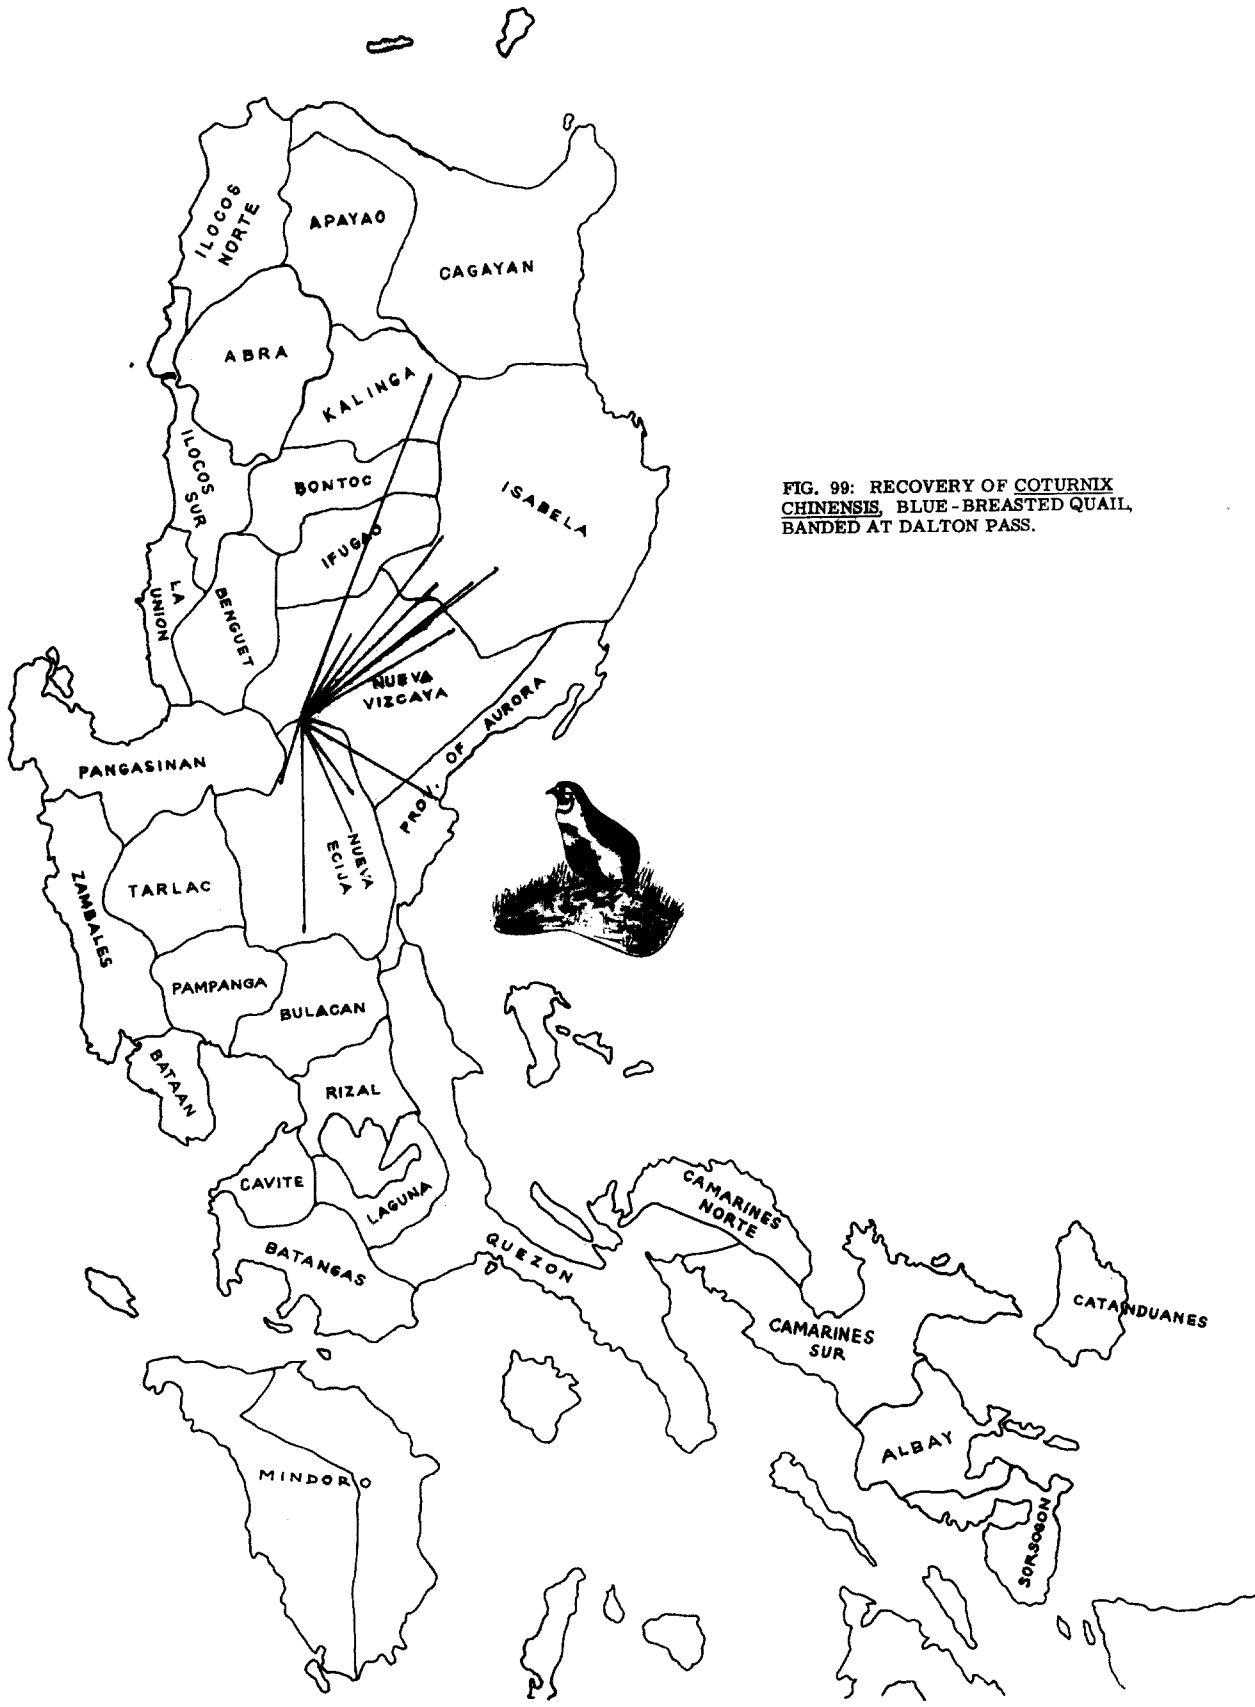 ILOCOS
NORTE
APAYAO
CAGAYAN
ABRA
KALINGA
ILOCOS
SUR
BONTOC
ISABELA
FIG. 99: RECOVERY OF COTURNIX
CHINENSIS, BLUE-BREASTED QUAIL,
BANDED AT DALTON PASS.
IFUGAO
LA
UNION
BENGUET
NUEVA
VIZCAYA
PROV. OF AURORA
PANGASINAN
NUEVA
ECIJA
ZAMBALES
TARLAC
PAMPANGA
BULACAN
BATAAN
RIZAL
CAVITE
LAGUNA
BATANGAS
QUEZON
CAMARINES
NORTE
CAMARINES
SUR
CATANDUANES
ALBAY
MINDORO
SORSOGON